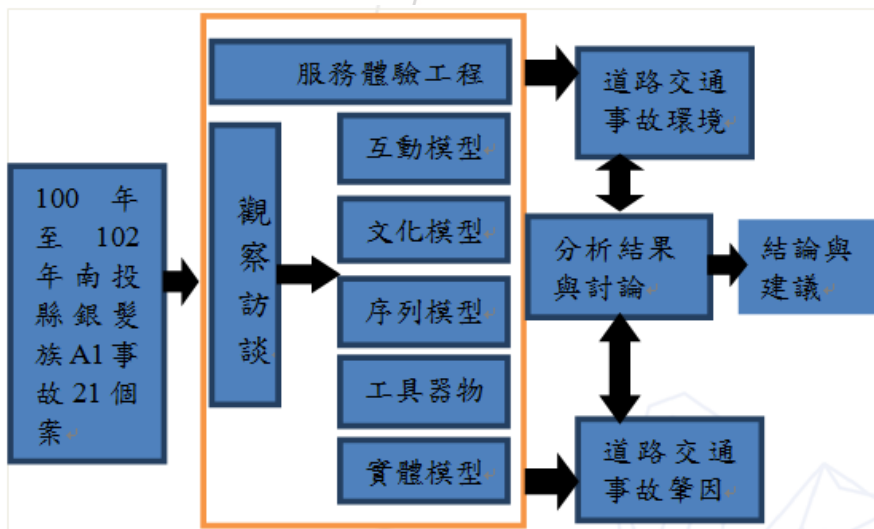 100 年
至 102
年南投
縣銀髮
族A1事
故21個
案
服務體驗工程
觀
察
訪
談
互動模型
文化模型
序列模型
工具器物
實體模型
道路交通
事故環境
分析結果
與討論
道路交通
事故肇因
結論與
建議